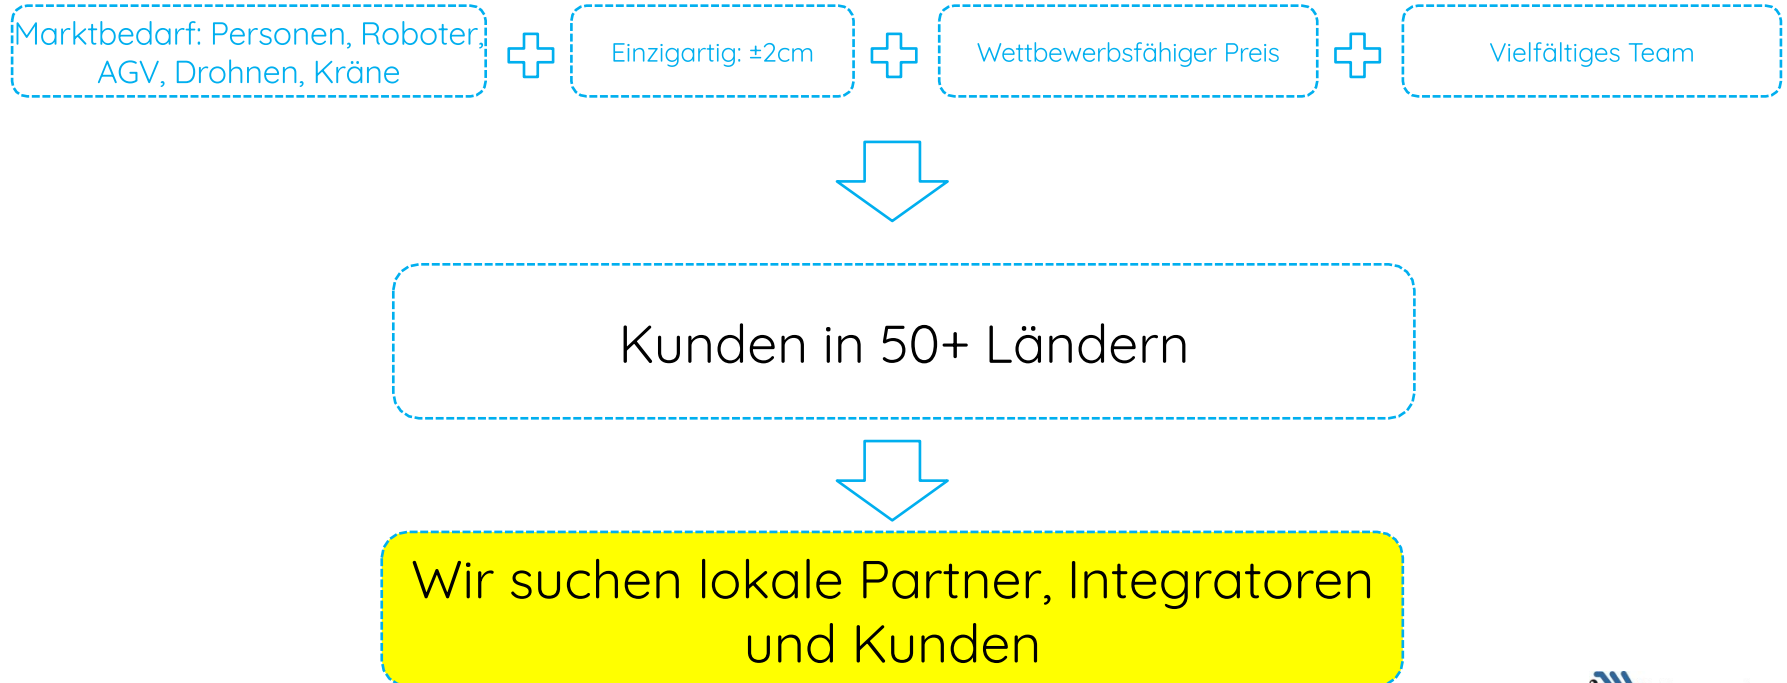 Marktbedarf: Personen, Roboter,
AGV, Drohnen, Kräne
Einzigartig: ±2cm
Wettbewerbsfähiger Preis
Vielfältiges Team
Kunden in 50+ Ländern
Wir suchen lokale Partner, Integratoren
und Kunden